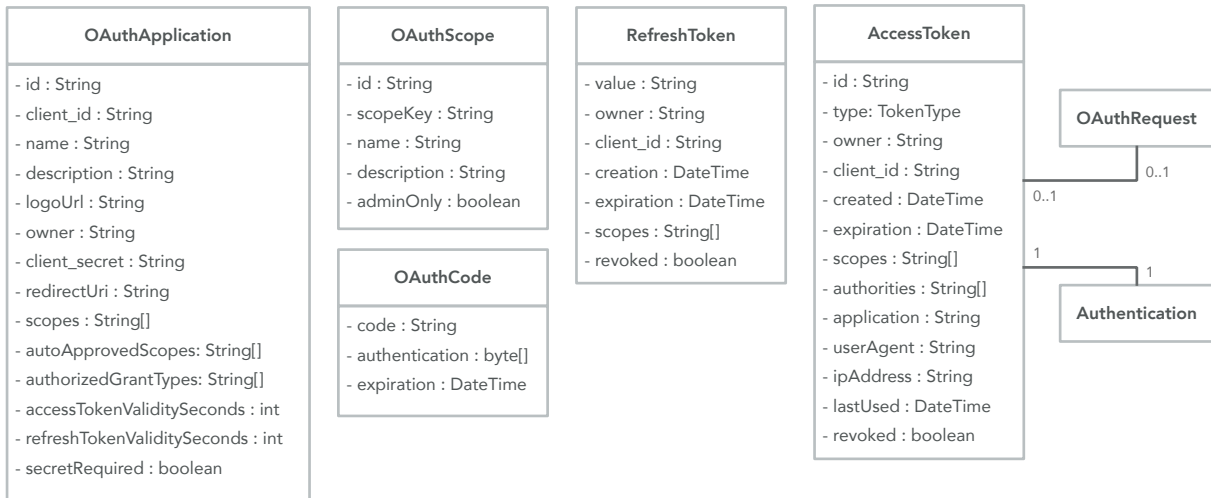 OAuthApplication
- id : String
- client_id : String
- name : String
- description : String
- logoUrl : String
- owner : String
- client_secret : String
- redirectUri : String
- scopes : String[]
- autoApprovedScopes: String[]
- authorizedGrantTypes: String[]
- accessTokenValiditySeconds : int
- refreshTokenValiditySeconds : int
- secretRequired : boolean
OAuthScope
- id : String
- scopeKey : String
- name : String
- description : String
- adminOnly : boolean
OAuthCode
- code : String
- authentication : byte[]
- expiration : DateTime
RefreshToken
- value : String
- owner : String
- client_id : String
- creation : DateTime
- expiration : DateTime
- scopes : String[]
- revoked : boolean
AccessToken
- id : String
- type: TokenType
- owner : String
- client_id : String
- created : DateTime
- expiration : DateTime
- scopes : String[]
- authorities : String[]
- application : String
- userAgent : String
- ipAddress : String
- lastUsed : DateTime
- revoked : boolean
OAuthRequest
0..1
0..1
1
1
Authentication